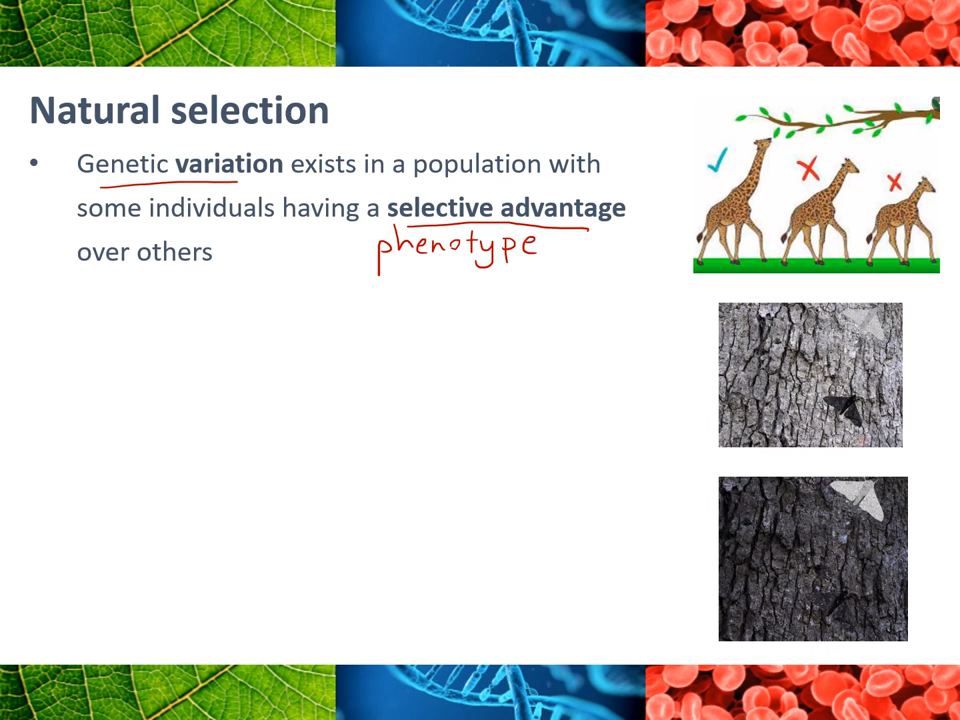 Natural selection
• Genetic variation exists in a population with
some individuals having a selective advantage
over others
phenotype